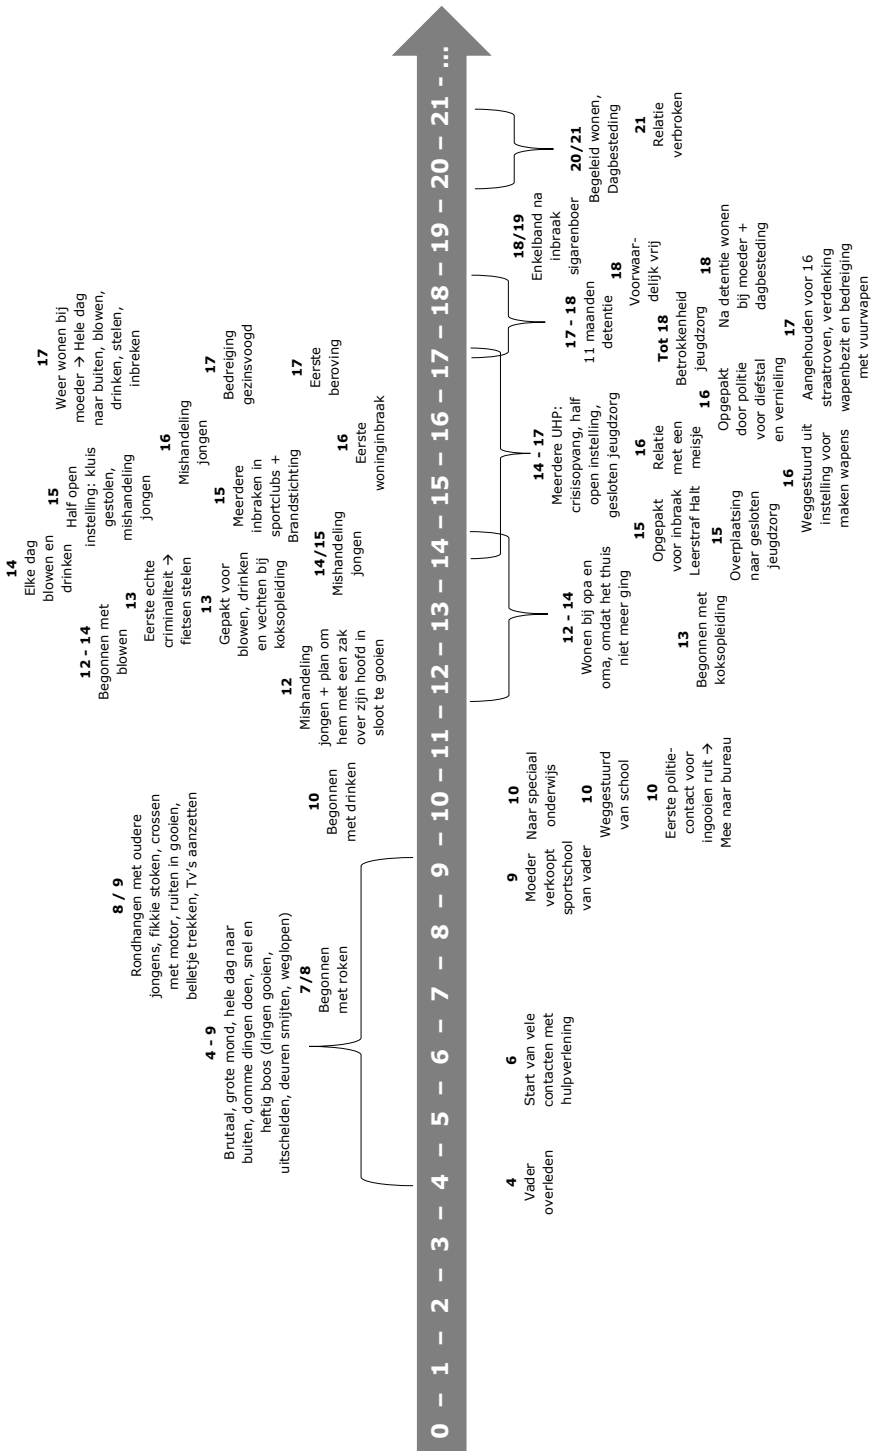 4 - 9
Brutaal, grote mond, hele dag naar
buiten, domme dingen doen, snel en
heftig boos (dingen gooien,
uitschelden, deuren smijten, weglopen)
8 / 9
Rondhangen met oudere
jongens, fikkie stoken, crossen
met motor, ruiten in gooien,
belletje trekken, Tv's aanzetten
7/8
Begonnen
met roken
10
Begonnen
met drinken
12 - 14
Begonnen met
blowen
14
Elke dag
blowen en
drinken
13
Eerste echte
criminaliteit →
fietsen stelen
13
Gepakt voor
blowen, drinken
en vechten bij
koksopleiding
12
Mishandeling
jongen + plan om
hem met een zak
over zijn hoofd in
sloot te gooien
15
Half open
instelling: kluis
gestolen,
mishandeling
jongen
14/15
Mishandeling
jongen
15
Meerdere
inbraken in
sportclubs +
Brandstichting
16
Mishandeling
jongen
16
Eerste
woninginbraak
17
Weer wonen bij
moeder → Hele dag
naar buiten, blowen,
drinken, stelen,
inbreken
17
Bedreiging
gezinsvoogd
17
Eerste
beroving
0 – 1 – 2 – 3 – 4 – 5 – 6 – 7 – 8 – 9 – 10 – 11 – 12 – 13 – 14 – 15 – 16 – 17 – 18 – 19 – 20 – 21 - ...
4
Vader
overleden
6
Start van vele
contacten met
hulpverlening
9
Moeder
verkoopt
sportschool
van vader
10
Naar speciaal
onderwijs
10
Weggestuurd
van school
10
Eerste politie-
contact voor
ingooien ruit →
Mee naar bureau
12 - 14
Wonen bij opa en
oma, omdat het thuis
niet meer ging
13
Begonnen met
koksopleiding
14 - 17
Meerdere UHP:
crisisopvang, half
open instelling,
gesloten jeugdzorg
15
Opgepakt
voor inbraak
Leerstraf Halt
15
Overplaatsing
naar gesloten
jeugdzorg
16
Relatie
met een
meisje
16
Opgepakt
door politie
voor diefstal
en vernieling
16
Weggestuurd uit
instelling voor
maken wapens
17 - 18
11 maanden
detentie
Tot 18
Betrokkenheid
jeugdzorg
17
Aangehouden voor 16
straatroven, verdenking
wapenbezit en bedreiging
met vuurwapen
18
Voorwaar-
delijk vrij
18
Na detentie wonen
bij moeder +
dagbesteding
18/19
Enkelband na
inbraak
sigarenboer
20/21
Begeleid wonen,
Dagbesteding
21
Relatie
verbroken